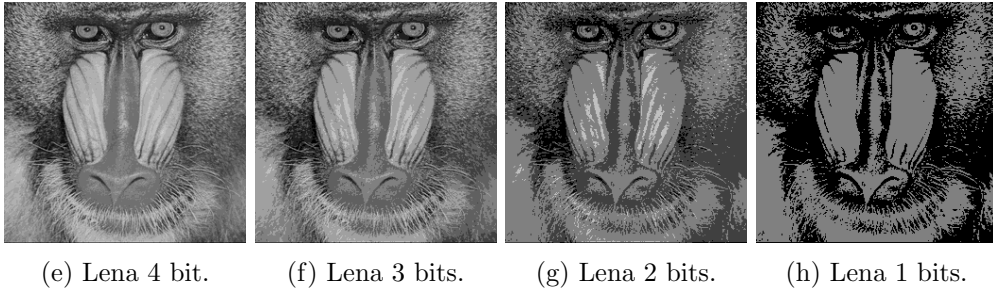 (e) Lena 4 bit.
(f) Lena 3 bits.
(g) Lena 2 bits.
(h) Lena 1 bits.